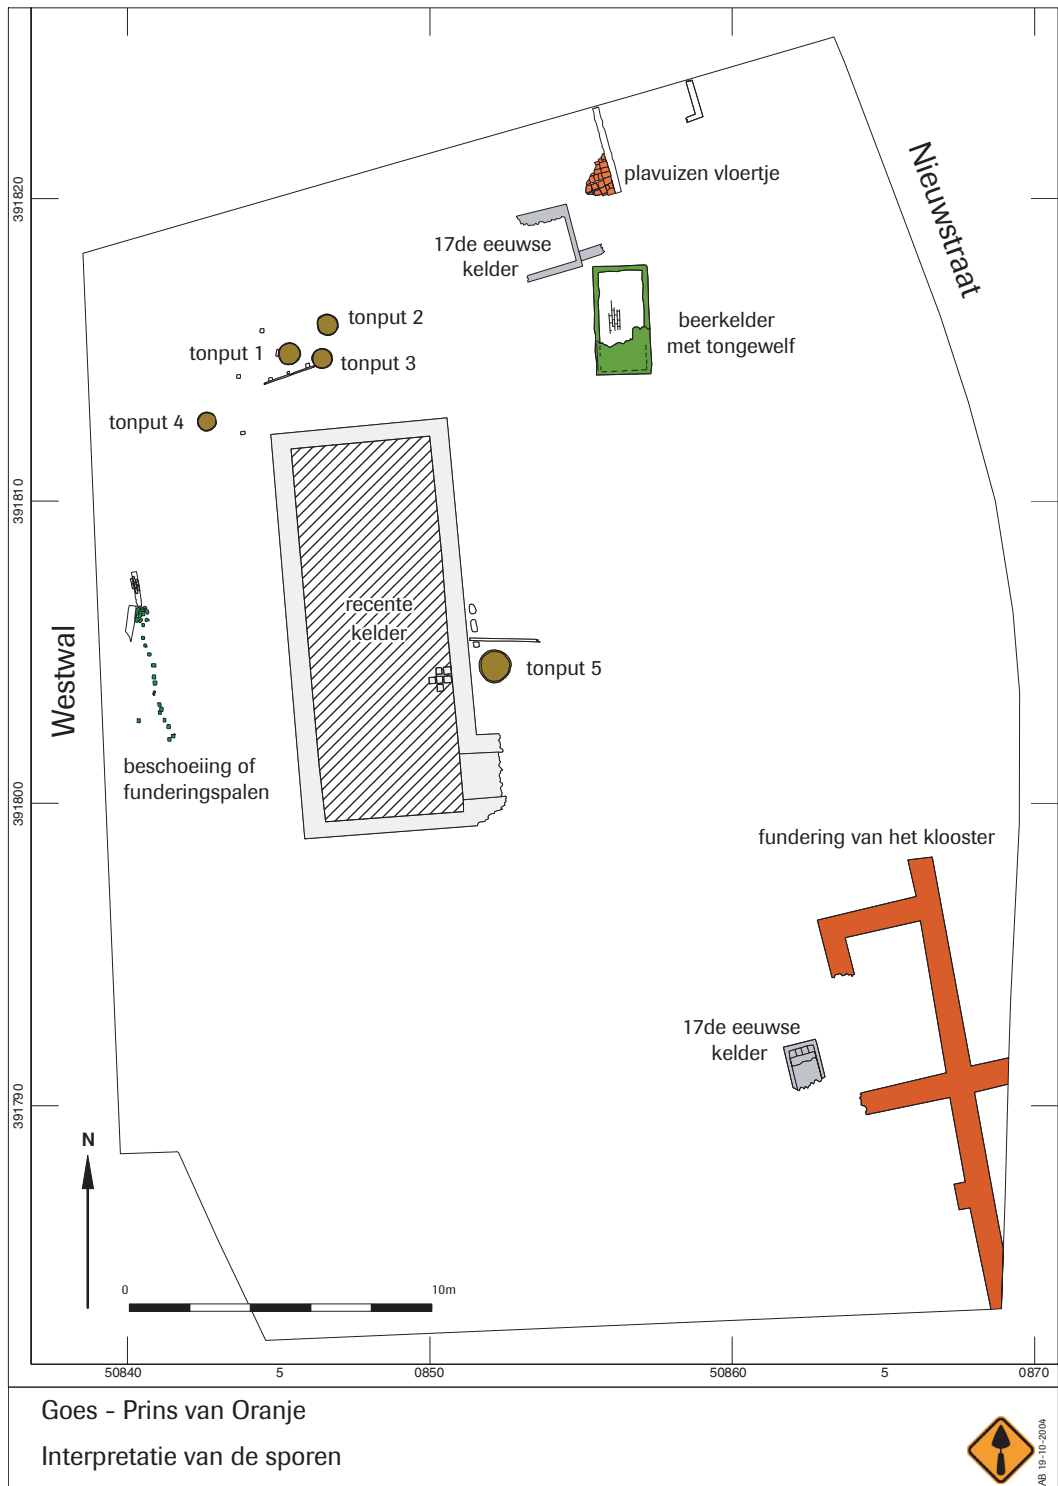 Nieuwstraat
plavuizen vloertje
391820
17de eeuwse
kelder
tonput 2
beerkelder
met tongewelf
tonput 1
tonput 3
tonput 4
391810
recente
kelder
Westwal
tonput 5
beschoeiing of
funderingspalen
391800
fundering van het klooster
17de eeuwse
kelder
391790
N
0 10m
50840 5 0850 50860 5 0870
Goes - Prins van Oranje
Interpretatie van de sporen
AB 19-10-2004